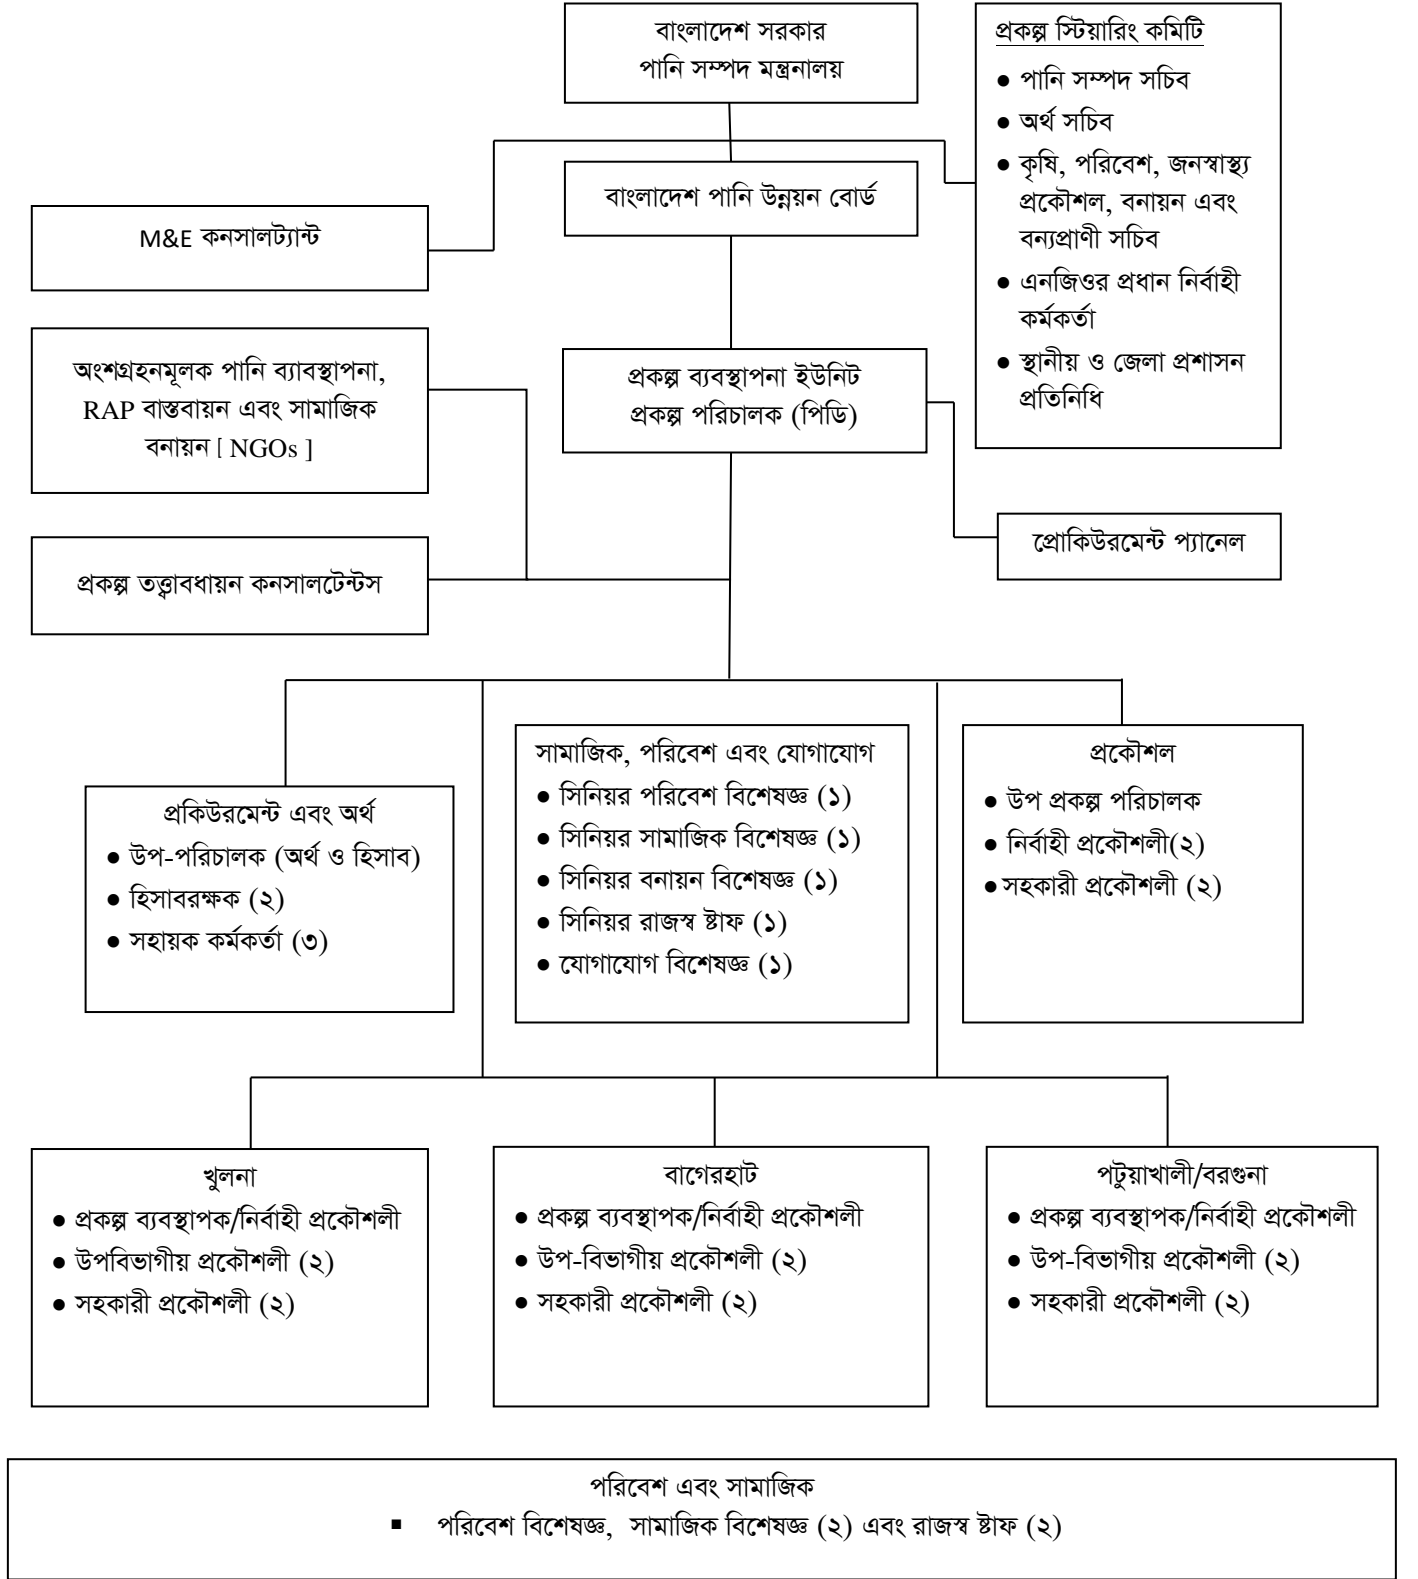 বাংলাদেশ সরকার
পানি সম্পদ মন্ত্রনালয়
প্রকল্প স্টিয়ারিং কমিটি
● পানি সম্পদ সচিব
● অর্থ সচিব
● কৃষি, পরিবেশ, জনস্বাস্থ্য
প্রকৌশল, বনায়ন এবং
বন্যপ্রাণী সচিব
● এনজিওর প্রধান নির্বাহী
কর্মকর্তা
● স্থানীয় ও জেলা প্রশাসন
প্রতিনিধি
বাংলাদেশ পানি উন্নয়ন বোর্ড
M&E কনসালট্যান্ট
অংশগ্রহনমূলক পানি ব্যাবস্থাপনা,
RAP বাস্তবায়ন এবং সামাজিক
বনায়ন [ NGOs ]
প্রকল্প ব্যবস্থাপনা ইউনিট
প্রকল্প পরিচালক (পিডি)
প্রোকিউরমেন্ট প্যানেল
প্রকল্প তত্ত্বাবধায়ন কনসালটেন্টস
প্রকিউরমেন্ট এবং অর্থ
● উপ-পরিচালক (অর্থ ও হিসাব)
● হিসাবরক্ষক (২)
● সহায়ক কর্মকর্তা (৩)
সামাজিক, পরিবেশ এবং যোগাযোগ
● সিনিয়র পরিবেশ বিশেষজ্ঞ (১)
● সিনিয়র সামাজিক বিশেষজ্ঞ (১)
● সিনিয়র বনায়ন বিশেষজ্ঞ (১)
● সিনিয়র রাজস্ব ষ্টাফ (১)
● যোগাযোগ বিশেষজ্ঞ (১)
প্রকৌশল
● উপ প্রকল্প পরিচালক
● নির্বাহী প্রকৌশলী(২)
● সহকারী প্রকৌশলী (২)
খুলনা
● প্রকল্প ব্যবস্থাপক/নির্বাহী প্রকৌশলী
● উপবিভাগীয় প্রকৌশলী (২)
● সহকারী প্রকৌশলী (২)
বাগেরহাট
● প্রকল্প ব্যবস্থাপক/নির্বাহী প্রকৌশলী
● উপ-বিভাগীয় প্রকৌশলী (২)
● সহকারী প্রকৌশলী (২)
পটুয়াখালী/বরগুনা
● প্রকল্প ব্যবস্থাপক/নির্বাহী প্রকৌশলী
● উপ-বিভাগীয় প্রকৌশলী (২)
● সহকারী প্রকৌশলী (২)
পরিবেশ এবং সামাজিক
▪ পরিবেশ বিশেষজ্ঞ, সামাজিক বিশেষজ্ঞ (২) এবং রাজস্ব ষ্টাফ (২)